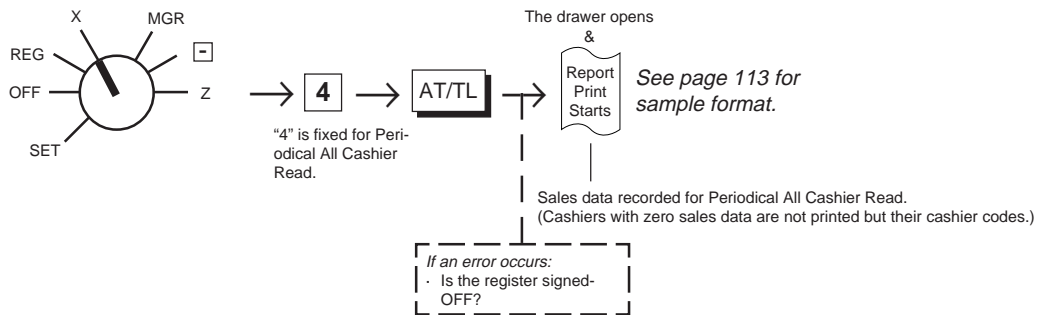 X
MGR
REG
-
OFF
Z
SET
4
"4" is fixed for Peri-
odical All Cashier
Read.
AT/TL
The drawer opens
&
Report
Print
Starts
See page 113 for
sample format.
Sales data recorded for Periodical All Cashier Read.
(Cashiers with zero sales data are not printed but their cashier codes.)
If an error occurs:
· Is the register signed-
OFF?